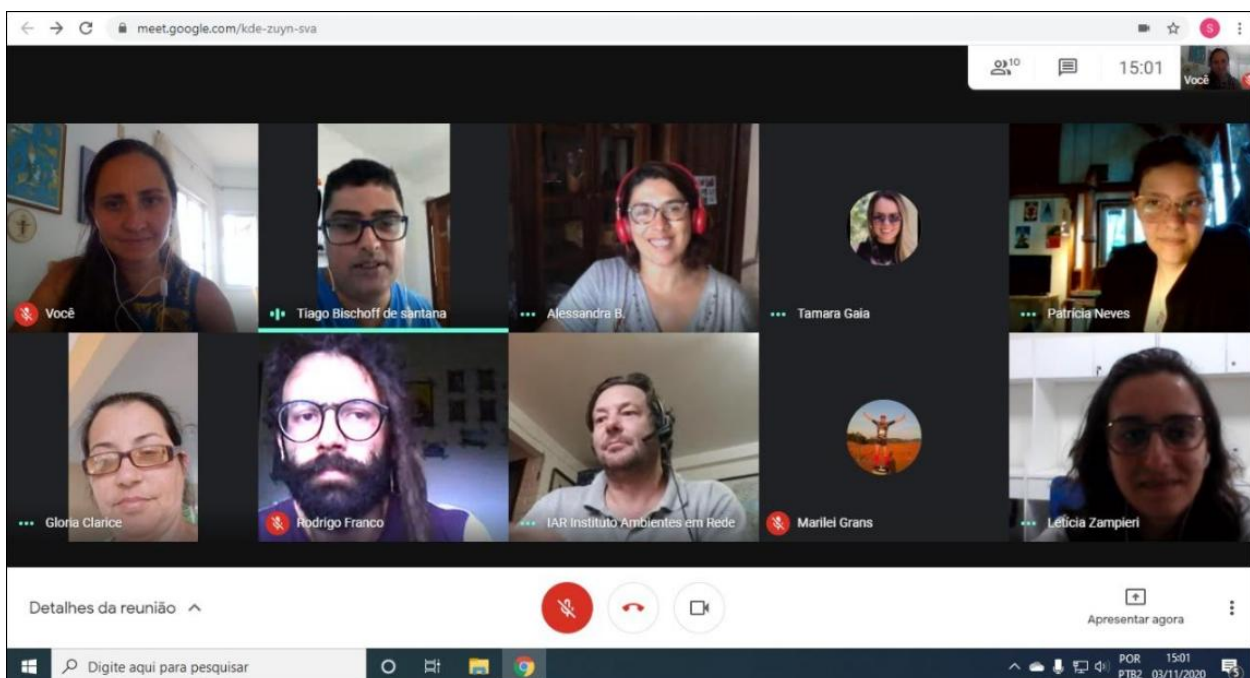 meet.google.com/kde-zuyn-sva
S
10
15:01
Você
Você
Tiago Bischoff de santana
Alessandra B.
Tamara Gaia
Patrícia Neves
Gloria Clarice
Rodrigo Franco
IAR Instituto Ambientes em Rede
Marilei Grans
Letícia Zampieri
Detalhes da reunião
Apresentar agora
Digite aqui para pesquisar
POR
15:01
PTB2
03/11/2020
5